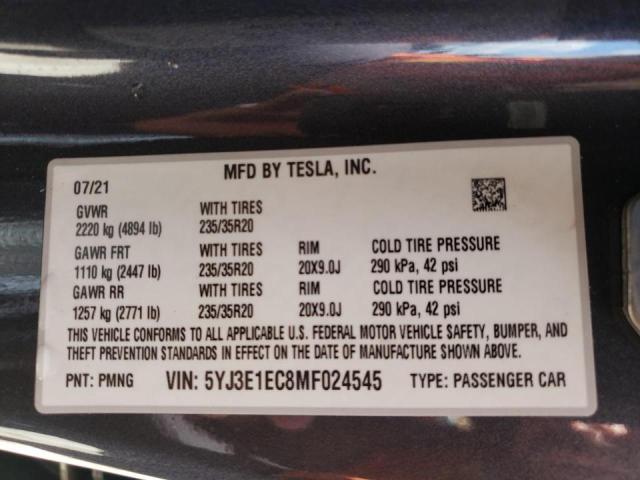 MFD BY TESLA, INC.
07/21
GVWR WITH TIRES
2220 kg (4894 lb) 235/35R20
GAWR FRT WITH TIRES RIM COLD TIRE PRESSURE
1110 kg (2447 lb) 235/35R20 20X9.0J 290 kPa, 42 psi
GAWR RR WITH TIRES RIM COLD TIRE PRESSURE
1257 kg (2771 lb) 235/35R20 20X9.0J 290 kPa, 42 psi
THIS VEHICLE CONFORMS TO ALL APPLICABLE U.S. FEDERAL MOTOR VEHICLE SAFETY, BUMPER, AND
THEFT PREVENTION STANDARDS IN EFFECT ON THE DATE OF MANUFACTURE SHOWN ABOVE.
PNT: PMNG VIN: 5YJ3E1EC8MF024545 TYPE: PASSENGER CAR